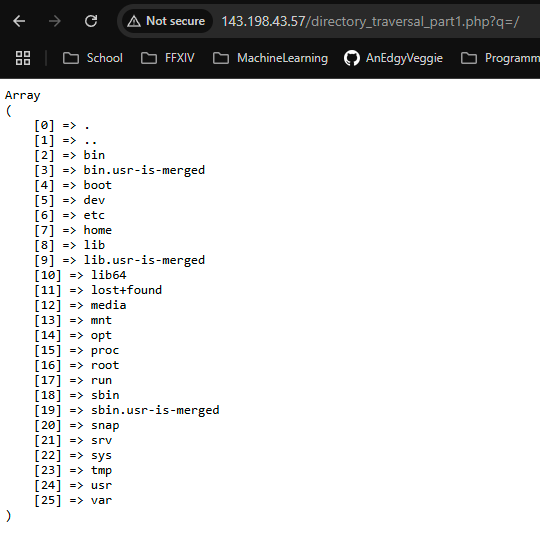 Not secure 143.198.43.57/directory_traversal_part1.php?q=/
School FFXIV MachineLearning AnEdgyVeggie Programm
Array
(
[0] => .
[1] => ..
[2] => bin
[3] => bin.usr-is-merged
[4] => boot
[5] => dev
[6] => etc
[7] => home
[8] => lib
[9] => lib.usr-is-merged
[10] => lib64
[11] => lost+found
[12] => media
[13] => mnt
[14] => opt
[15] => proc
[16] => root
[17] => run
[18] => sbin
[19] => sbin.usr-is-merged
[20] => snap
[21] => srv
[22] => sys
[23] => tmp
[24] => usr
[25] => var
)